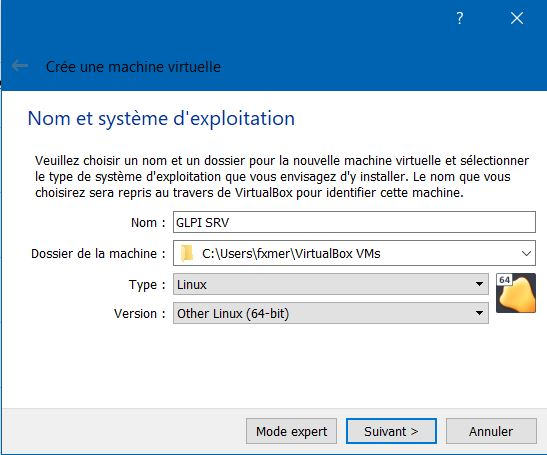 ?
Crée une machine virtuelle
Nom et système d'exploitation
Veuillez choisir un nom et un dossier pour la nouvelle machine virtuelle et sélectionner
le type de système d'exploitation que vous envisagez d'y installer. Le nom que vous
choisirez sera repris au travers de VirtualBox pour identifier cette machine.
Nom : GLPI SRV
Dossier de la machine : C:\Users\fxmer\VirtualBox VMs
Type : Linux
64
Version : Other Linux (64-bit)
Mode expert Suivant > Annuler